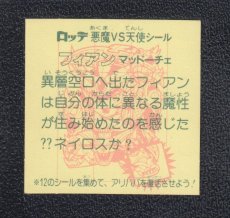 ロッテ 悪魔VS天使シール
フィアン マッドーチェ
異層空口へ出たフィアン
は自分の体に異なる魔性
が住み始めたのを感じた
??ネイロスか?
※12のシールを集めて、アリババを復活させよう!